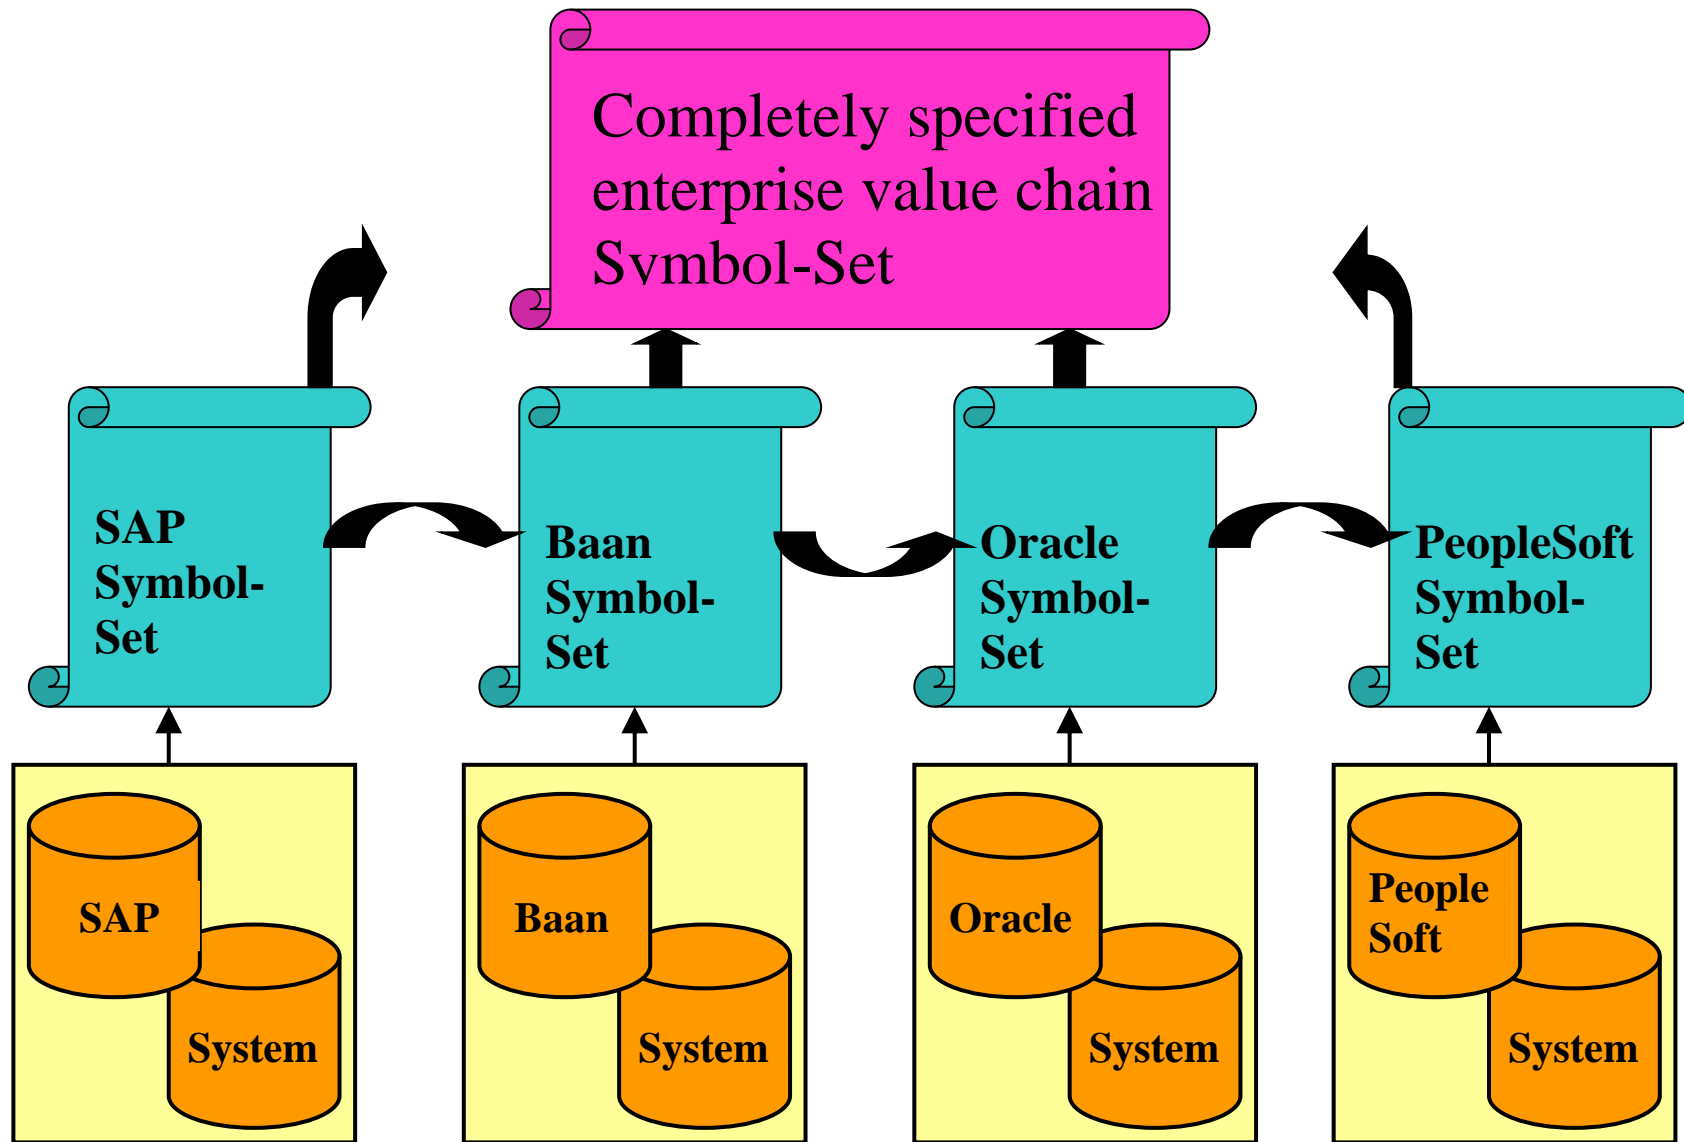 Completely specified
enterprise value chain
Symbol-Set
SAP
Symbol-
Set
Baan
Symbol-
Set
Oracle
Symbol-
Set
PeopleSoft
Symbol-
Set
SAP
System
Baan
System
Oracle
System
People
Soft
System